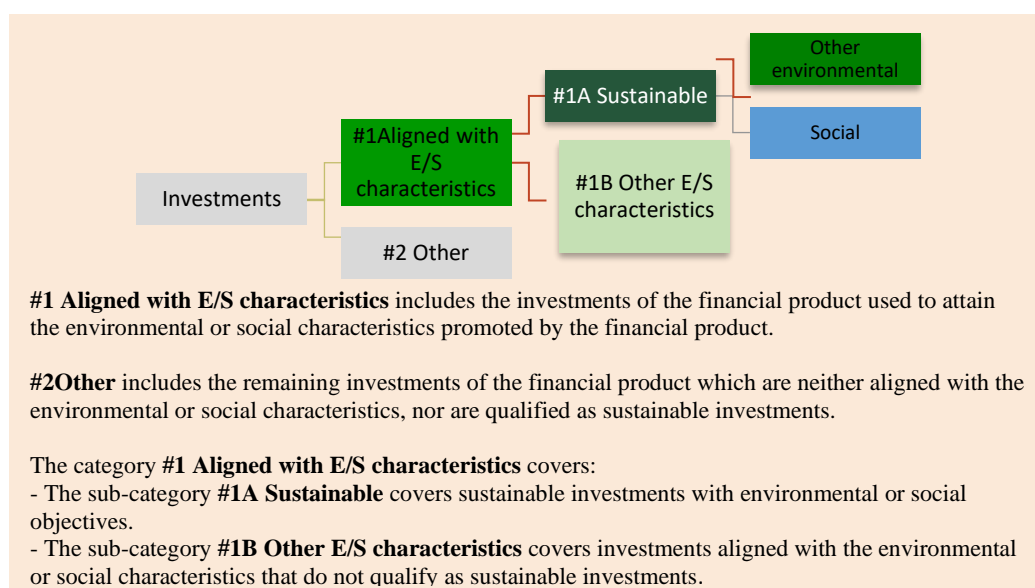 Other
environmental
#1A Sustainable
#1Aligned with
E/S
characteristics
Social
#1B Other E/S
characteristics
Investments
#2 Other
#1 Aligned with E/S characteristics includes the investments of the financial product used to attain
the environmental or social characteristics promoted by the financial product.
#2Other includes the remaining investments of the financial product which are neither aligned with the
environmental or social characteristics, nor are qualified as sustainable investments.
The category #1 Aligned with E/S characteristics covers:
- The sub-category #1A Sustainable covers sustainable investments with environmental or social
objectives.
- The sub-category #1B Other E/S characteristics covers investments aligned with the environmental
or social characteristics that do not qualify as sustainable investments.